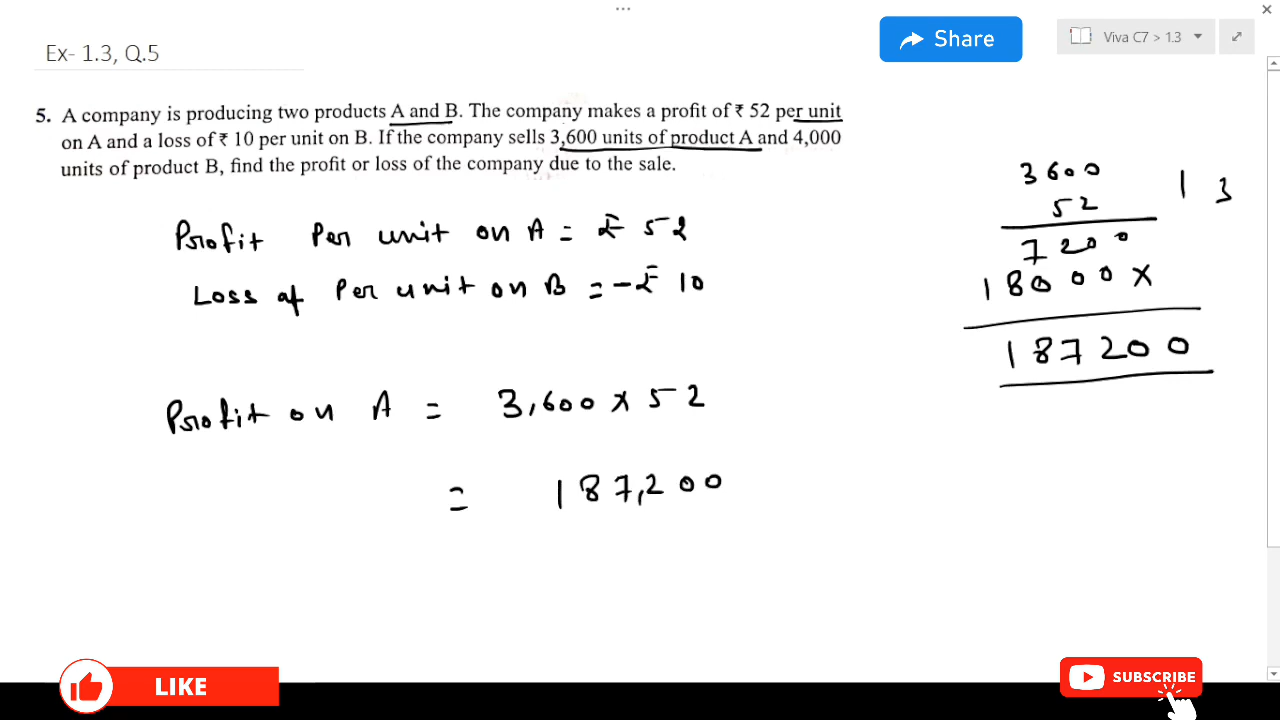 Ex- 1.3, Q.5
Share
Viva C7 > 1.3
5. A company is producing two products A and B. The company makes a profit of ₹ 52 per unit
on A and a loss of ₹ 10 per unit on B. If the company sells 3,600 units of product A and 4,000
units of product B, find the profit or loss of the company due to the sale.
Profit Per unit on A = ₹ 52
Loss of Per unit on B = -₹ 10
Profit on A = 3,600 x 52
= 187,200
3600
52
1 3
7200
18000x
187200
LIKE
SUBSCRIBE